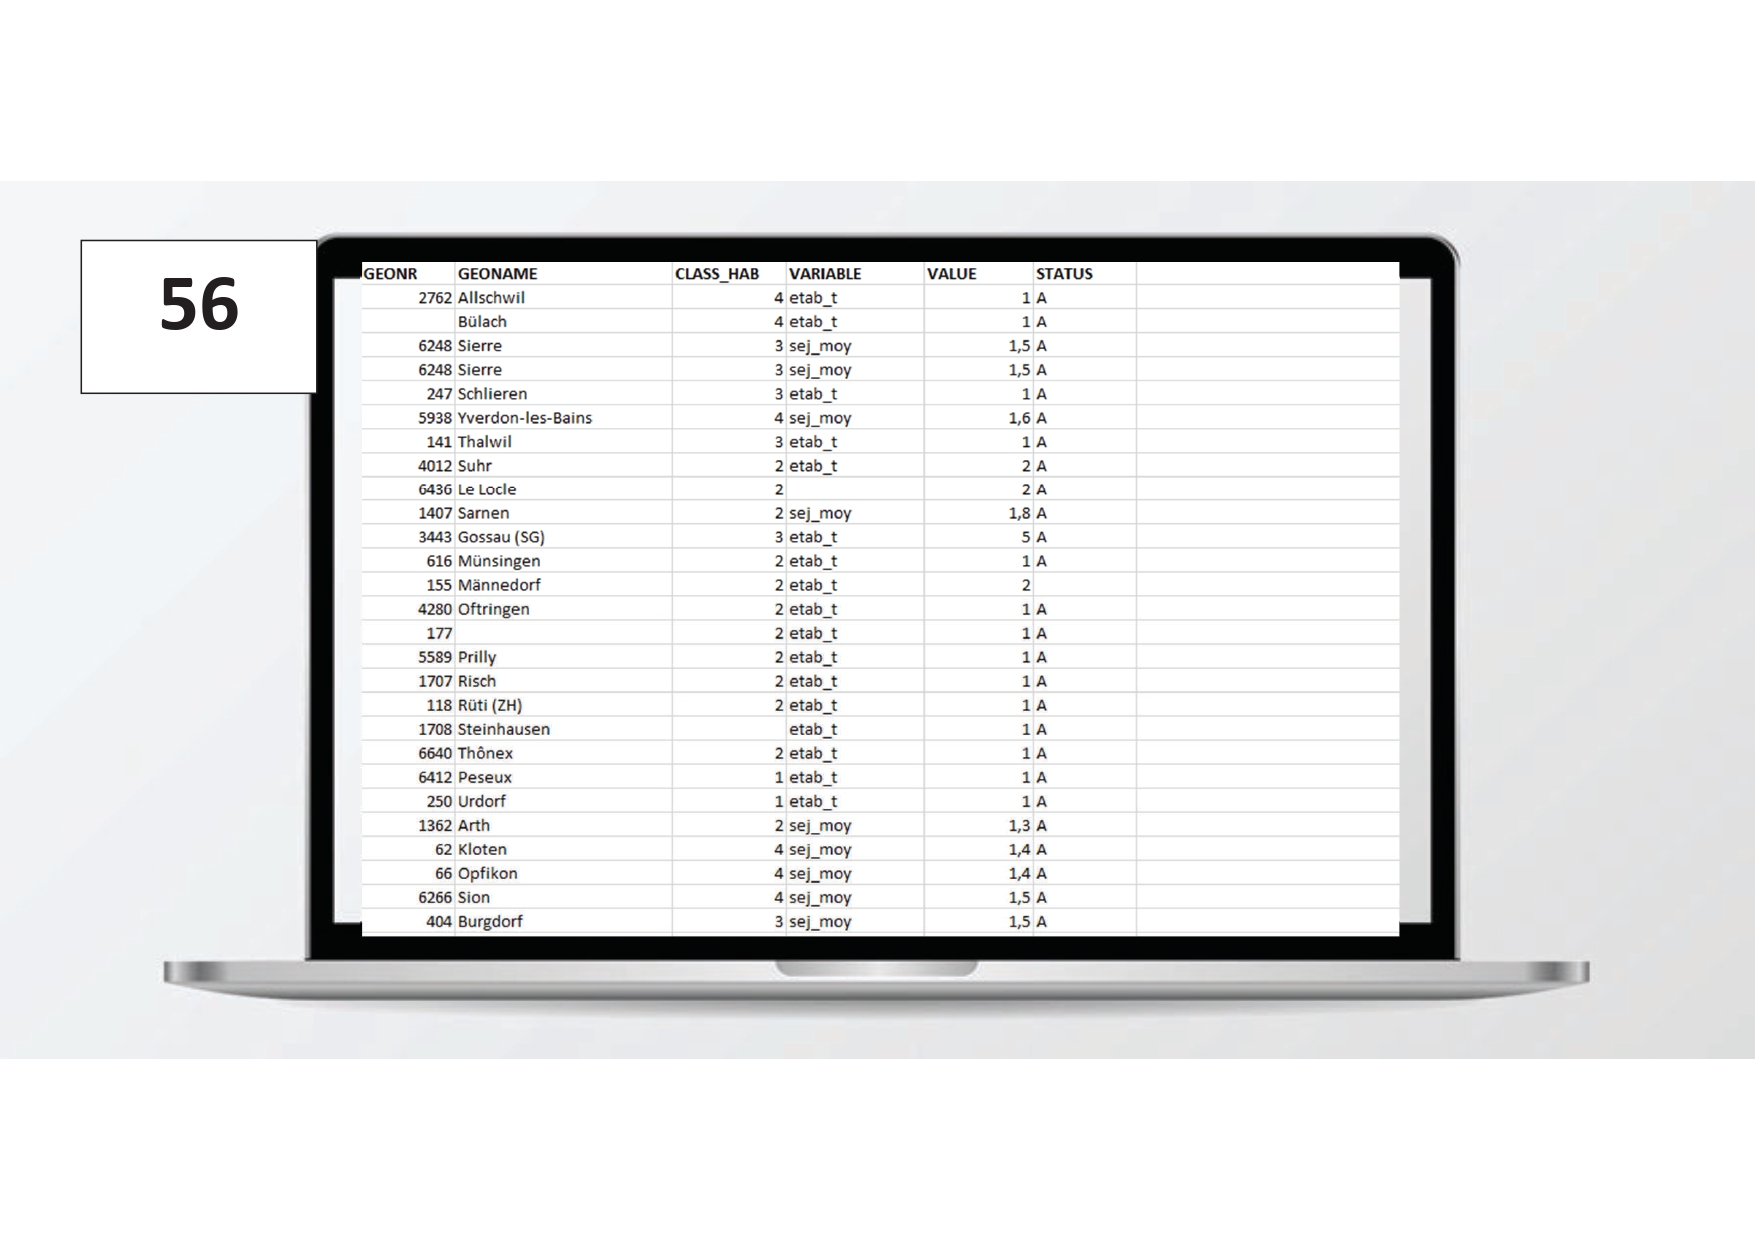 56
GEONR GEONAME CLASS_HAB VARIABLE VALUE STATUS
2762 Allschwil 4 etab_t 1 A
Bülach 4 etab_t 1 A
6248 Sierre 3 sej_moy 1,5 A
6248 Sierre 3 sej_moy 1,5 A
247 Schlieren 3 etab_t 1 A
5938 Yverdon-les-Bains 4 sej_moy 1,6 A
141 Thalwil 3 etab_t 1 A
4012 Suhr 2 etab_t 2 A
6436 Le Locle 2 2 A
1407 Sarnen 2 sej_moy 1,8 A
3443 Gossau (SG) 3 etab_t 5 A
616 Münsingen 2 etab_t 1 A
155 Männedorf 2 etab_t 2
4280 Oftringen 2 etab_t 1 A
177 2 etab_t 1 A
5589 Prilly 2 etab_t 1 A
1707 Risch 2 etab_t 1 A
118 Rüti (ZH) 2 etab_t 1 A
1708 Steinhausen etab_t 1 A
6640 Thônex 2 etab_t 1 A
6412 Peseux 1 etab_t 1 A
250 Urdorf 1 etab_t 1 A
1362 Arth 2 sej_moy 1,3 A
62 Kloten 4 sej_moy 1,4 A
66 Opfikon 4 sej_moy 1,4 A
6266 Sion 4 sej_moy 1,5 A
404 Burgdorf 3 sej_moy 1,5 A